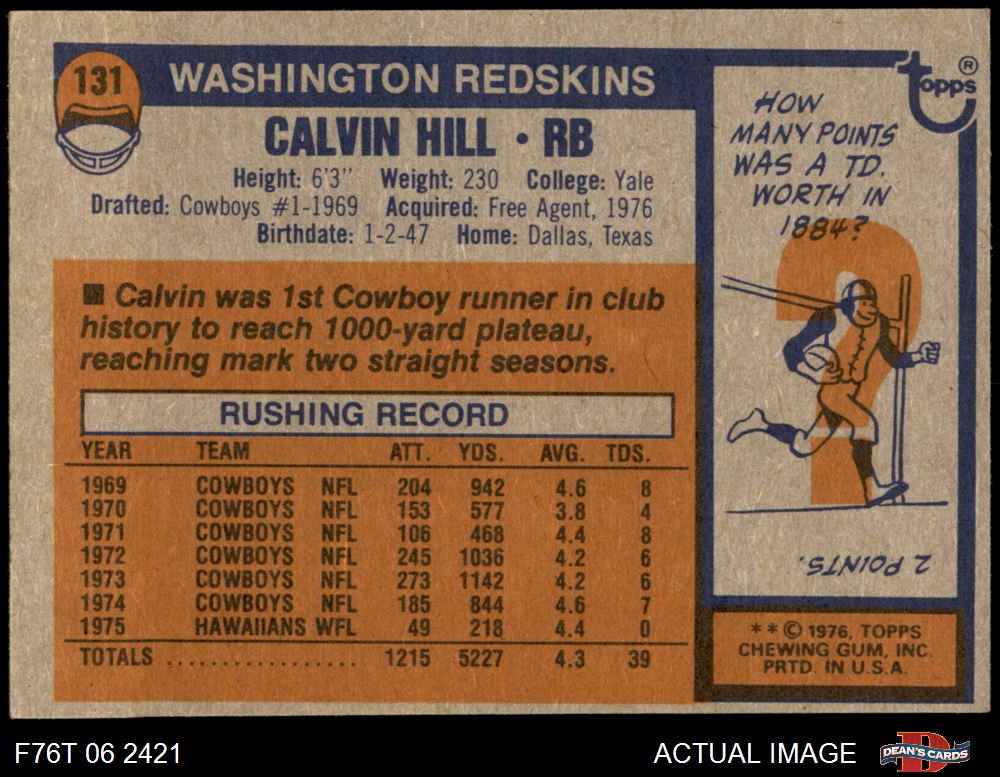 131
WASHINGTON REDSKINS
CALVIN HILL • RB
Height: 6'3" Weight: 230 College: Yale
Drafted: Cowboys #1-1969 Acquired: Free Agent, 1976
Birthdate: 1-2-47 Home: Dallas, Texas
■ Calvin was 1st Cowboy runner in club
history to reach 1000-yard plateau,
reaching mark two straight seasons.
RUSHING RECORD
YEAR TEAM ATT. YDS. AVG. TDS.
1969 COWBOYS NFL 204 942 4.6 8
1970 COWBOYS NFL 153 577 3.8 4
1971 COWBOYS NFL 106 468 4.4 8
1972 COWBOYS NFL 245 1036 4.2 6
1973 COWBOYS NFL 273 1142 4.2 6
1974 COWBOYS NFL 185 844 4.6 7
1975 HAWAIIANS WFL 49 218 4.4 0
TOTALS ................. 1215 5227 4.3 39
topps ®
HOW
MANY POINTS
WAS A TD.
WORTH IN
1884?
?
2 POINTS.
**© 1976, TOPPS
CHEWING GUM, INC.
PRTD. IN U.S.A.
F76T 06 2421
ACTUAL IMAGE
D
DEAN'S CARDS